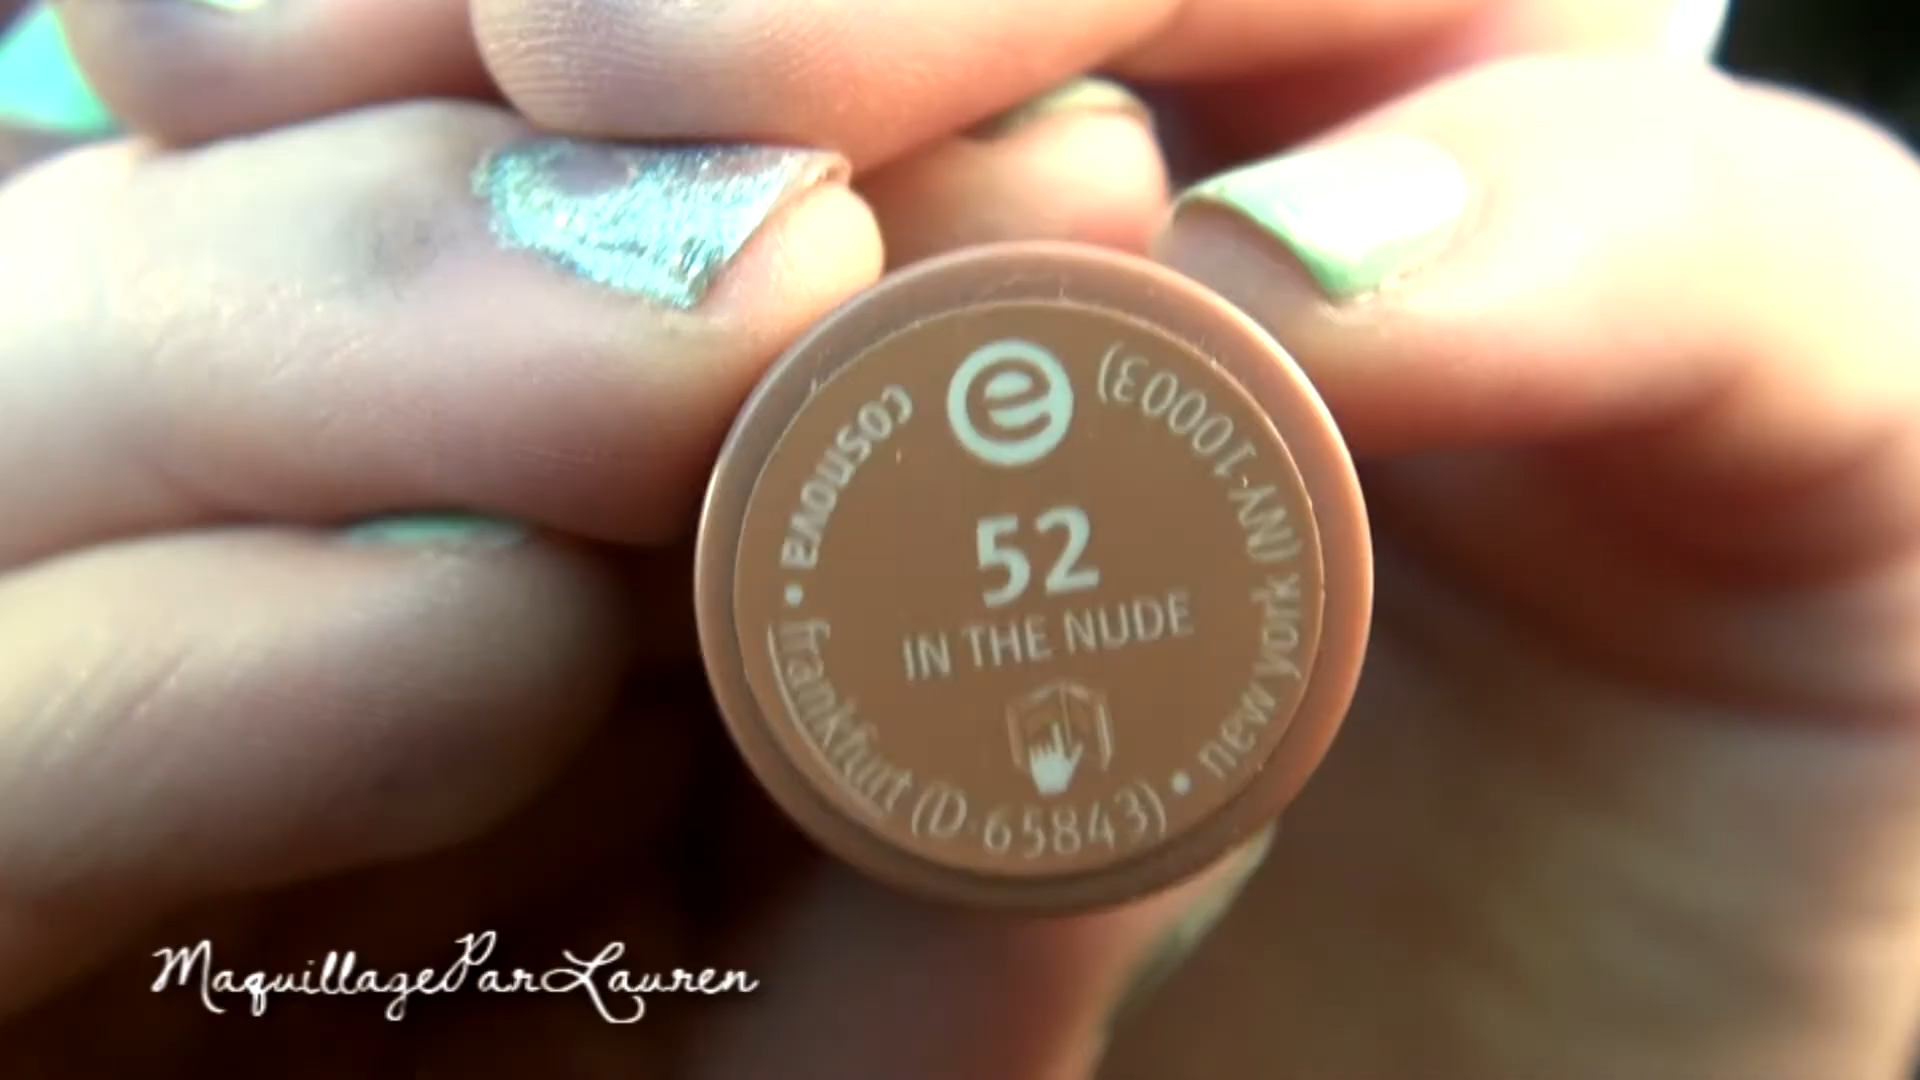 e
52
IN THE NUDE
cosnova • frankfurt (D-65843) • new york (NY-10003)
MaquillageParLauren